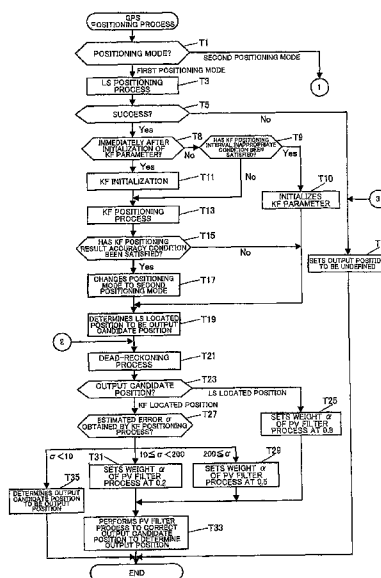 GPS
POSITIONING PROCESS
T1
POSITIONING MODE?
SECOND POSITIONING MODE
FIRST POSITIONING MODE
1
T3
LS POSITIONING
PROCESS
T5
SUCCESS?
No
Yes
T8
IMMEDIATELY AFTER
INITIALIZATION OF
KF PARAMETER?
No
T9
HAS KF POSITIONING
INTERVAL INAPPROPRIATE
CONDITION BEEN
SATISFIED?
Yes
Yes
T11
No
KF INITIALIZATION
T10
INITIALIZES
KF PARAMETER
3
T13
KF POSITIONING
PROCESS
T15
HAS KF POSITIONING
RESULT ACCURACY CONDITION
BEEN SATISFIED?
No
SETS OUTPUT POSITION
TO BE UNDEFINED
Yes
T17
CHANGES POSITIONING
MODE TO SECOND
POSITIONING MODE
T19
DETERMINES LS LOCATED
POSITION TO BE OUTPUT
CANDIDATE POSITION
2
T21
DEAD-RECKONING
PROCESS
T23
OUTPUT CANDIDATE
POSITION?
LS LOCATED POSITION
KF LOCATED POSITION
T25
T27
ESTIMATED ERROR σ
OBTAINED BY KF POSITIONING
PROCESS?
SETS WEIGHT α
OF PV FILTER
PROCESS AT 0.8
σ<10
10≦σ<200
200≦σ
T31
T29
SETS WEIGHT α
OF PV FILTER
PROCESS AT 0.2
SETS WEIGHT α
OF PV FILTER
PROCESS AT 0.5
T35
DETERMINES OUTPUT
CANDIDATE POSITION
TO BE OUTPUT
POSITION
T33
PERFORMS PV FILTER
PROCESS TO CORRECT
OUTPUT CANDIDATE
POSITION TO DETERMINE
OUTPUT POSITION
END